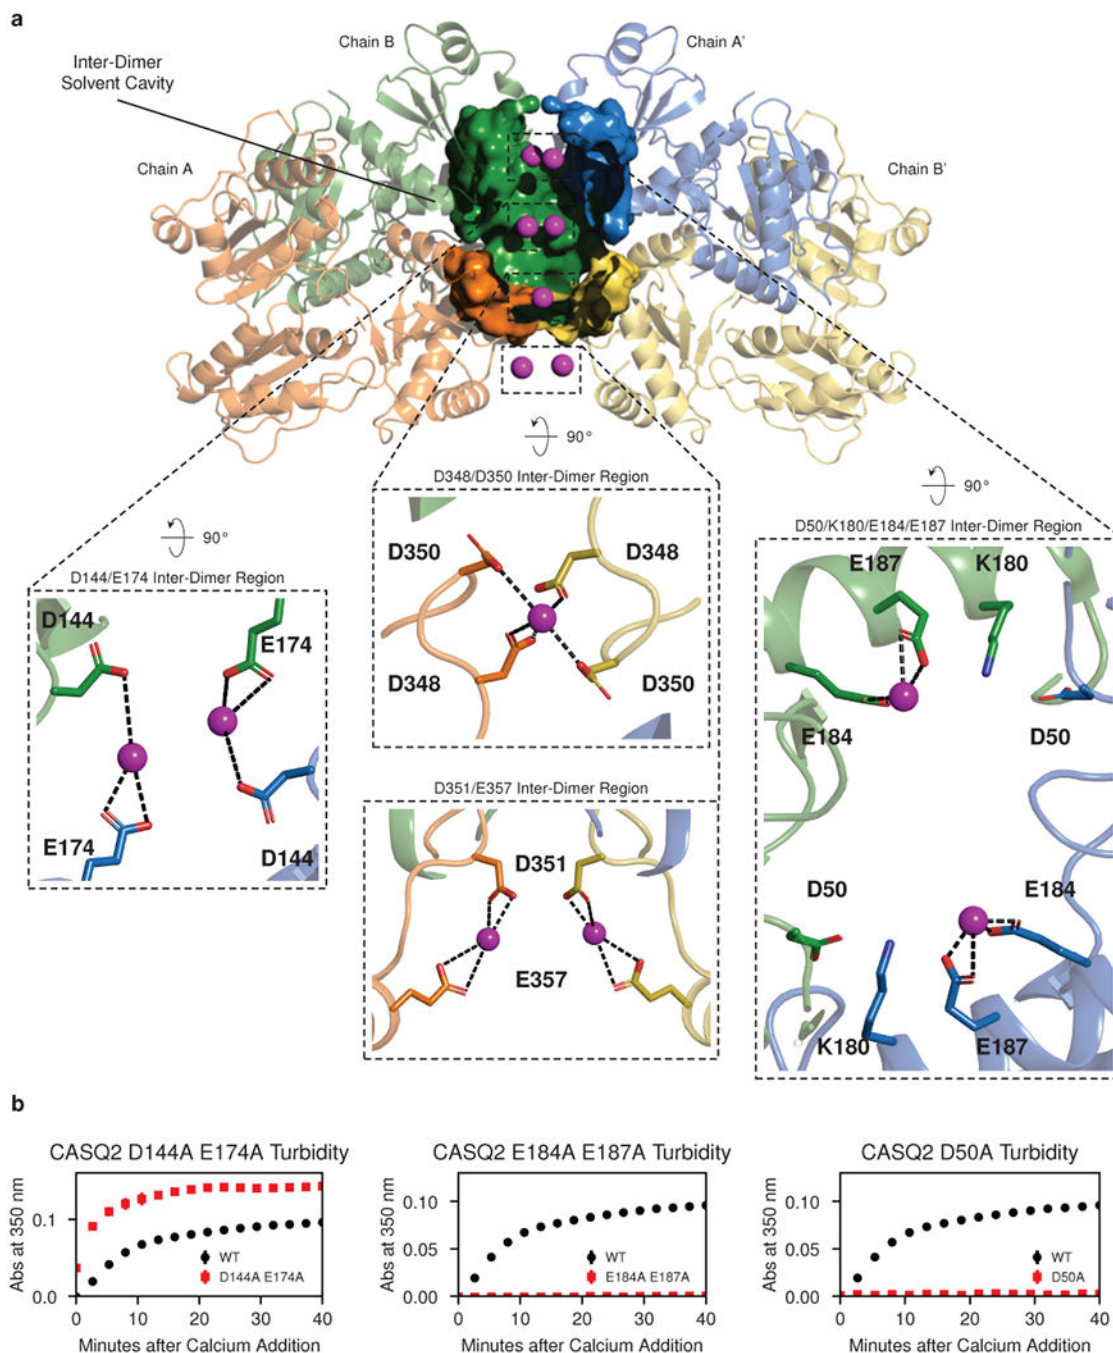 a
Chain B
Chain A'
Inter-Dimer
Solvent Cavity
Chain A
Chain B'
90°
D348/D350 Inter-Dimer Region
90°
D50/K180/E184/E187 Inter-Dimer Region
90°
D144/E174 Inter-Dimer Region
D350
D348
D348
D350
E187
K180
E184
D50
D50
E184
K180
E187
D144
E174
E174
D144
D351/E357 Inter-Dimer Region
D351
E357
b
CASQ2 D144A E174A Turbidity
Abs at 350 nm
0.1
0.0
WT
D144A E174A
0 10 20 30 40
Minutes after Calcium Addition
CASQ2 E184A E187A Turbidity
Abs at 350 nm
0.10
0.05
0.00
WT
E184A E187A
0 10 20 30 40
Minutes after Calcium Addition
CASQ2 D50A Turbidity
Abs at 350 nm
0.10
0.05
0.00
WT
D50A
0 10 20 30 40
Minutes after Calcium Addition